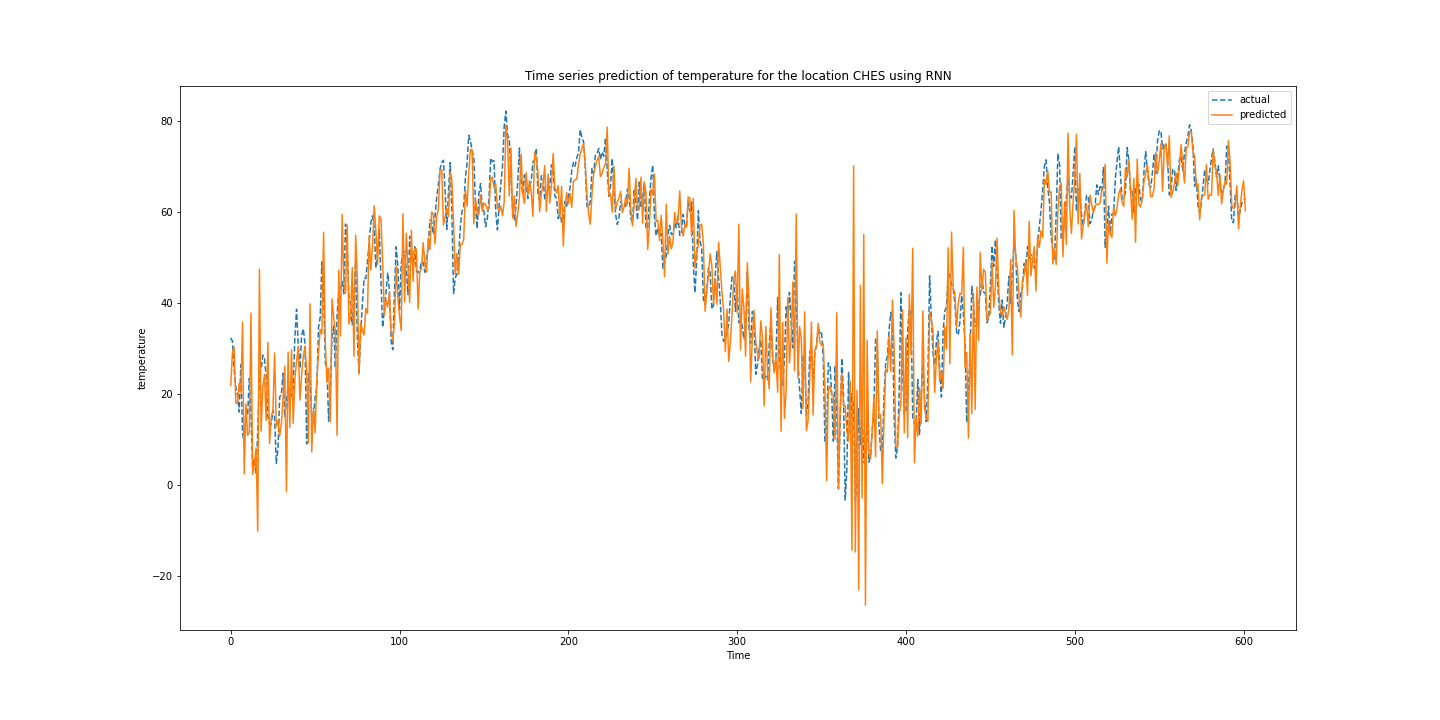 Time series prediction of temperature for the location CHES using RNN
actual
predicted
80
60
40
20
0
−20
temperature
0 100 200 300 400 500 600
Time